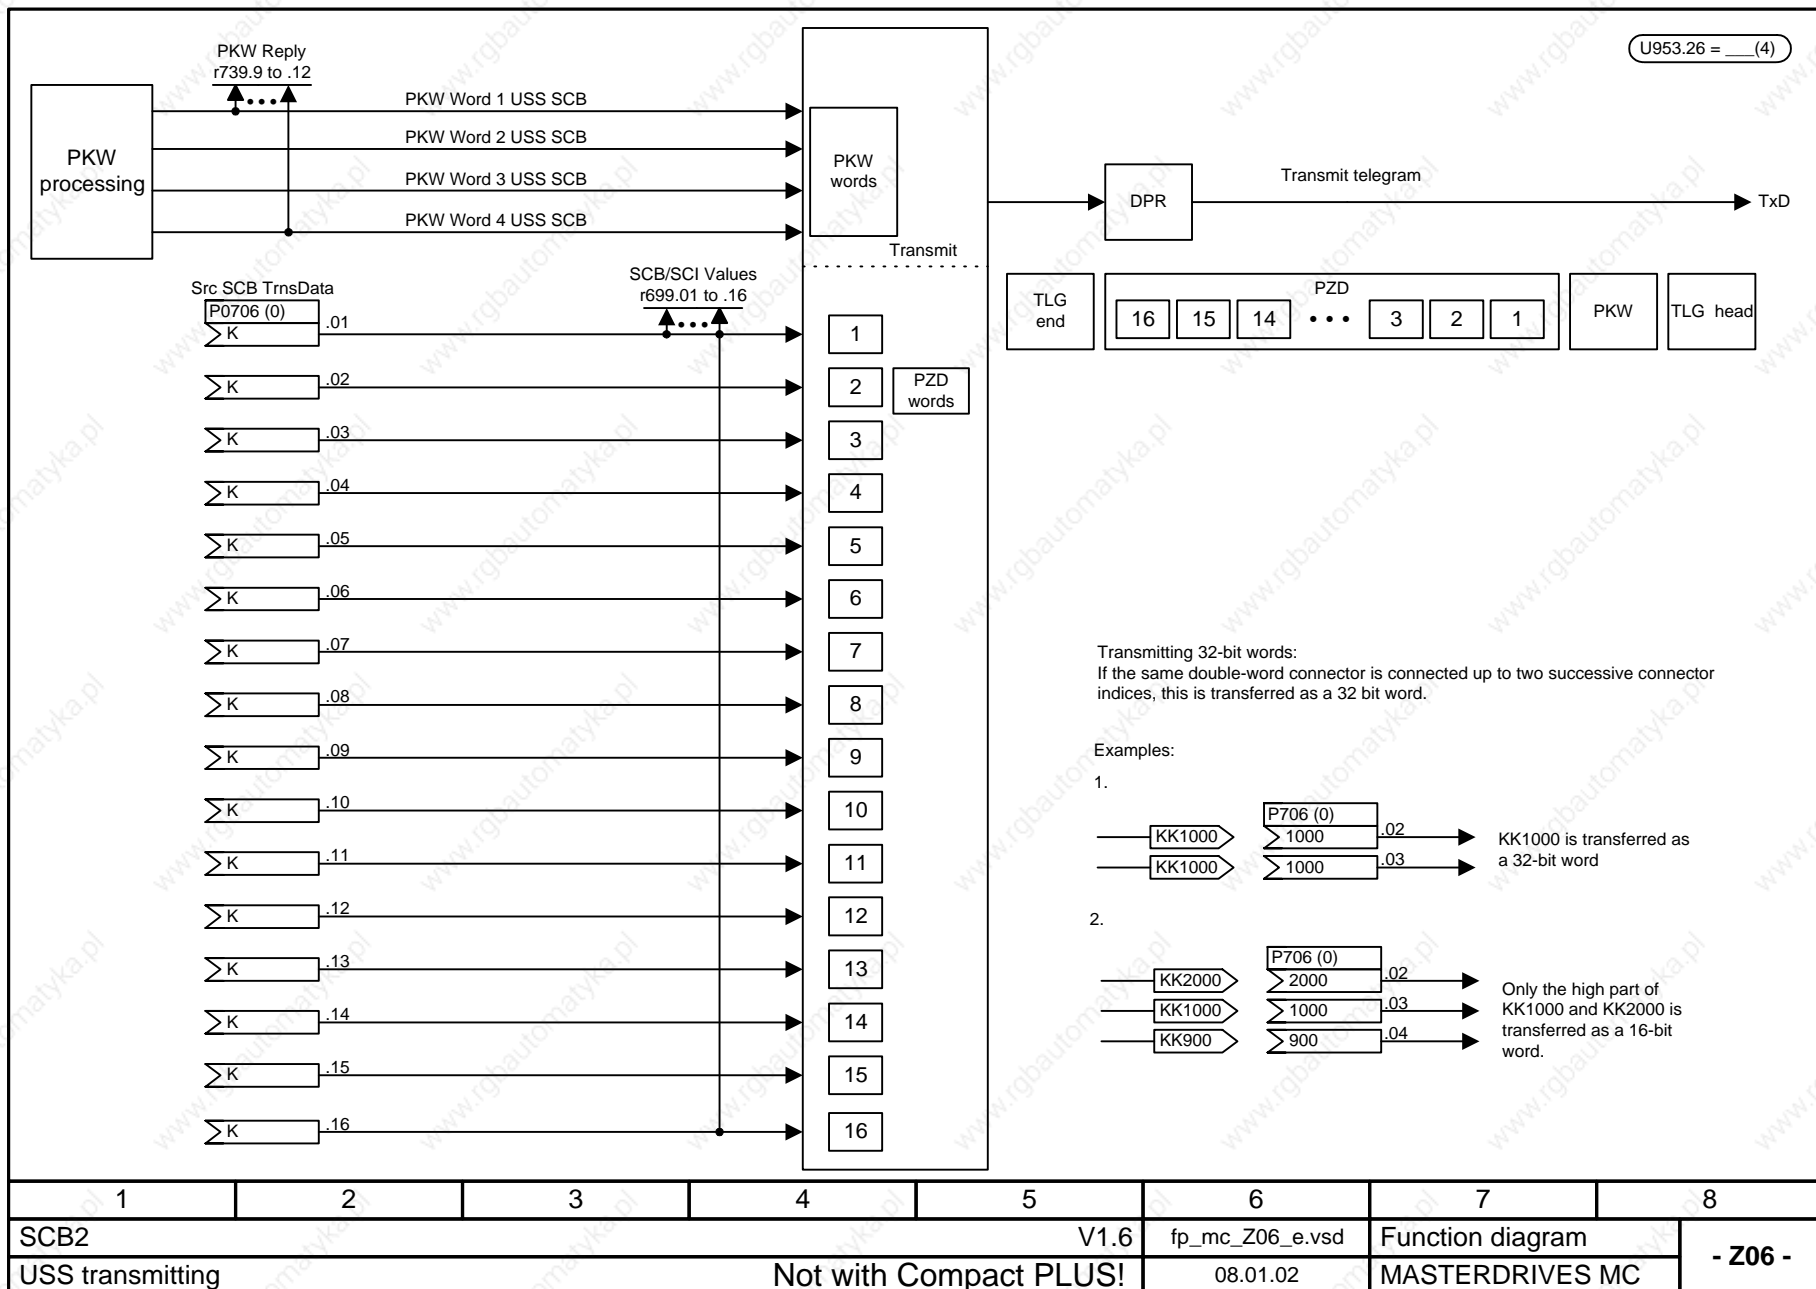 U953.26 = ___(4)
PKW Reply
r739.9 to .12
PKW
processing
PKW Word 1 USS SCB
PKW Word 2 USS SCB
PKW Word 3 USS SCB
PKW Word 4 USS SCB
PKW
words
Transmit
DPR
Transmit telegram
TxD
Src SCB TrnsData
P0706 (0)
SCB/SCI Values
r699.01 to .16
TLG
end
PZD
16 15 14 • • • 3 2 1
PKW
TLG head
K .01 1
K .02 2
PZD
words
K .03 3
K .04 4
K .05 5
K .06 6
K .07 7
K .08 8
K .09 9
K .10 10
K .11 11
K .12 12
K .13 13
K .14 14
K .15 15
K .16 16
Transmitting 32-bit words:
If the same double-word connector is connected up to two successive connector
indices, this is transferred as a 32 bit word.
Examples:
1.
P706 (0)
KK1000 1000 .02
KK1000 1000 .03
KK1000 is transferred as
a 32-bit word
2.
P706 (0)
KK2000 2000 .02
KK1000 1000 .03
KK900 900 .04
Only the high part of
KK1000 and KK2000 is
transferred as a 16-bit
word.
1 2 3 4 5 6 7 8
SCB2 V1.6 fp_mc_Z06_e.vsd Function diagram
USS transmitting Not with Compact PLUS! 08.01.02 MASTERDRIVES MC
- Z06 -
www.rgbautomatyka.pl